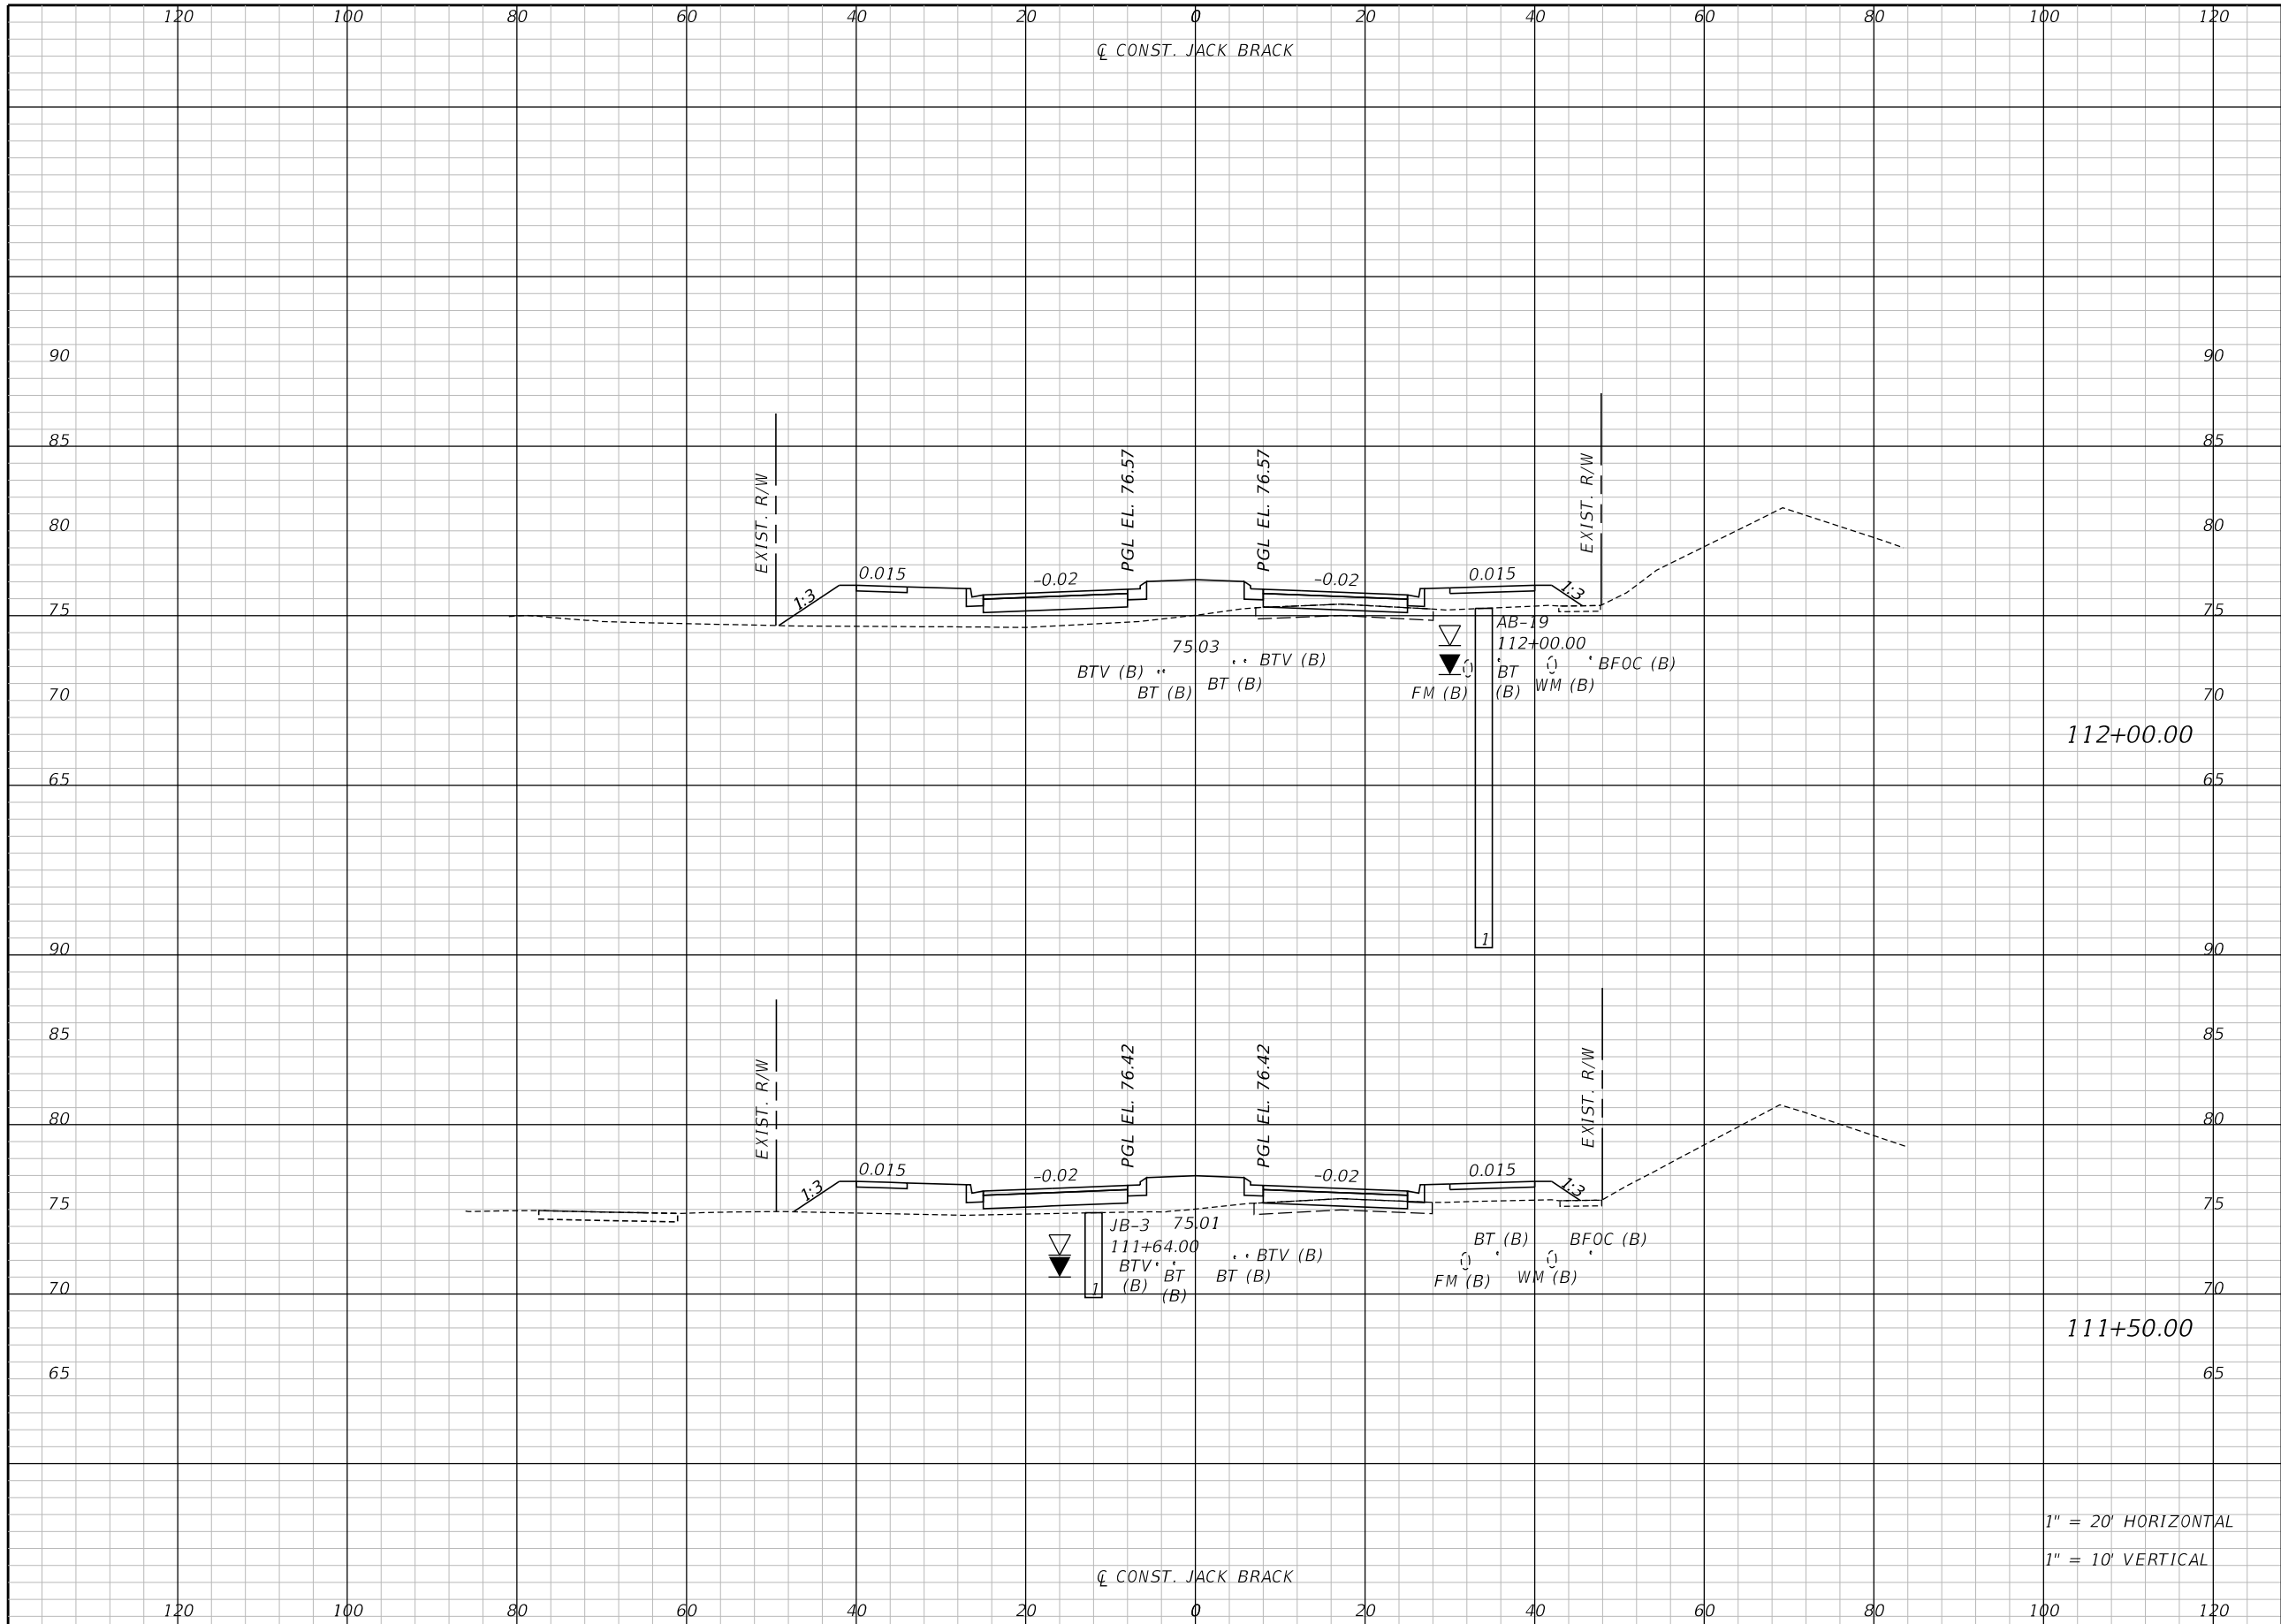 120 100 80 60 40 20 0 20 40 60 80 100 120
℄ CONST. JACK BRACK
90 90
85 85
EXIST. R/W PGL EL. 76.57 PGL EL. 76.57 EXIST. R/W
80 80
1:3 0.015 -0.02 -0.02 0.015 1:3
75 75
75.03 AB-19
112+00.00
BTV (B) BT (B) BT (B) BTV (B) FM (B) BT
(B) WM (B) BFOC (B)
70 70
112+00.00
65 65
1
90 90
85 85
EXIST. R/W PGL EL. 76.42 PGL EL. 76.42 EXIST. R/W
80 80
1:3 0.015 -0.02 -0.02 0.015 1:3
75 75
JB-3 75.01
111+64.00
BTV
(B) BT
(B) BT (B) BTV (B) FM (B) BT (B) WM (B) BFOC (B)
1
70 70
111+50.00
65 65
1" = 20' HORIZONTAL
1" = 10' VERTICAL
℄ CONST. JACK BRACK
120 100 80 60 40 20 0 20 40 60 80 100 120